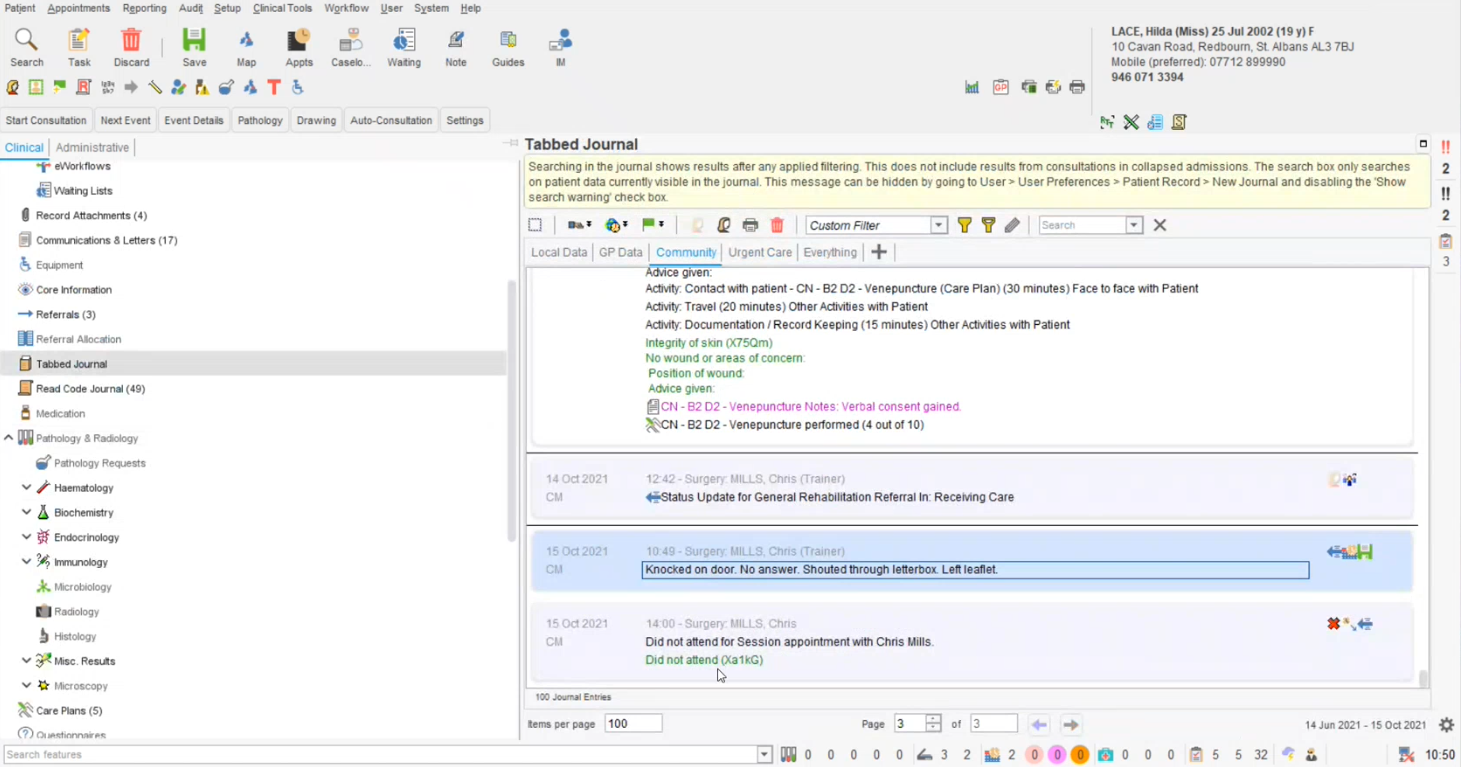 Patient Appointments Reporting Audit Setup Clinical Tools Workflow User System Help
Search Task Discard Save Map Appts Caselo... Waiting Note Guides IM
LACE, Hilda (Miss) 25 Jul 2002 (19 y) F
10 Cavan Road, Redbourn, St. Albans AL3 7BJ
Mobile (preferred): 07712 899990
946 071 3394
Start Consultation Next Event Event Details Pathology Drawing Auto-Consultation Settings
Clinical Administrative
eWorkflows
Waiting Lists
Record Attachments (4)
Communications & Letters (17)
Equipment
Core Information
Referrals (3)
Referral Allocation
Tabbed Journal
Read Code Journal (49)
Medication
Pathology & Radiology
Pathology Requests
Haematology
Biochemistry
Endocrinology
Immunology
Microbiology
Radiology
Histology
Misc. Results
Microscopy
Care Plans (5)
Questionnaires
Tabbed Journal
Searching in the journal shows results after any applied filtering. This does not include results from consultations in collapsed admissions. The search box only searches
on patient data currently visible in the journal. This message can be hidden by going to User > User Preferences > Patient Record > New Journal and disabling the 'Show
search warning' check box.
Custom Filter Search
Local Data GP Data Community Urgent Care Everything
Advice given:
Activity: Contact with patient - CN - B2 D2 - Venepuncture (Care Plan) (30 minutes) Face to face with Patient
Activity: Travel (20 minutes) Other Activities with Patient
Activity: Documentation / Record Keeping (15 minutes) Other Activities with Patient
Integrity of skin (X75Qm)
No wound or areas of concern:
Position of wound:
Advice given:
CN - B2 D2 - Venepuncture Notes: Verbal consent gained.
CN - B2 D2 - Venepuncture performed (4 out of 10)
14 Oct 2021 12:42 - Surgery: MILLS, Chris (Trainer)
CM Status Update for General Rehabilitation Referral In: Receiving Care
15 Oct 2021 10:49 - Surgery: MILLS, Chris (Trainer)
CM Knocked on door. No answer. Shouted through letterbox. Left leaflet.
15 Oct 2021 14:00 - Surgery: MILLS, Chris
CM Did not attend for Session appointment with Chris Mills.
Did not attend (Xa1kG)
100 Journal Entries
Items per page 100 Page 3 of 3 14 Jun 2021 - 15 Oct 2021
!!
2
!!
2
3
Search features 0 0 0 0 0 3 2 2 0 0 0 0 0 0 5 5 32 10:50